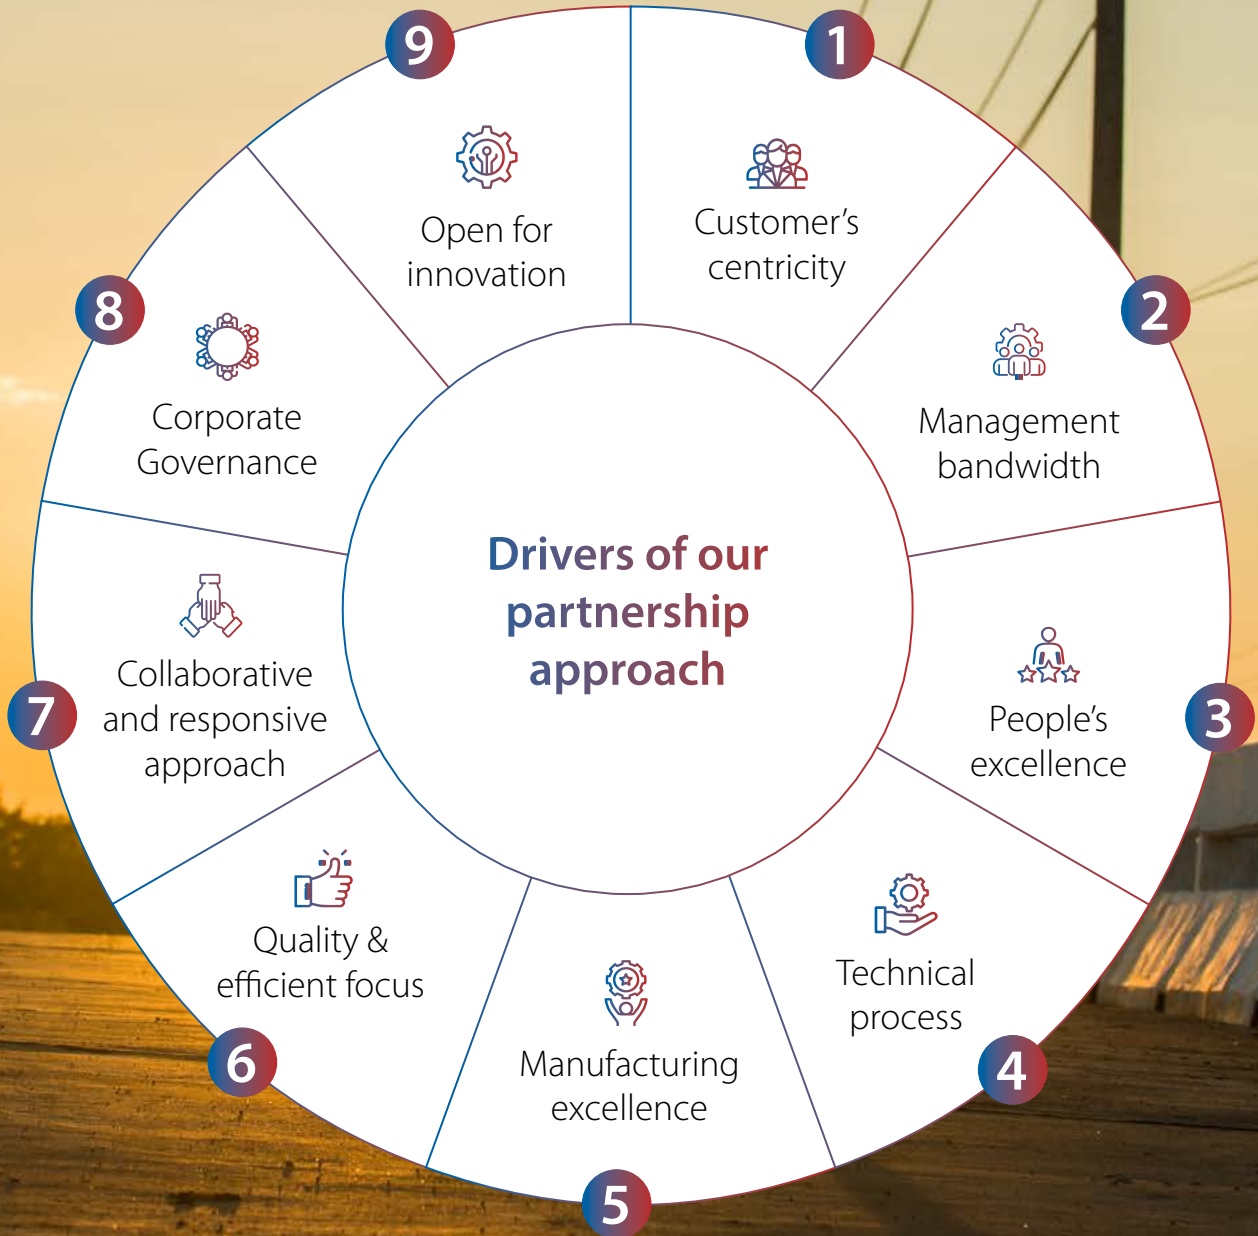 Drivers of our
partnership
approach
1
Customer’s
centricity
2
Management
bandwidth
3
People’s
excellence
4
Technical
process
5
Manufacturing
excellence
6
Quality &
efficient focus
7
Collaborative
and responsive
approach
8
Corporate
Governance
9
Open for
innovation